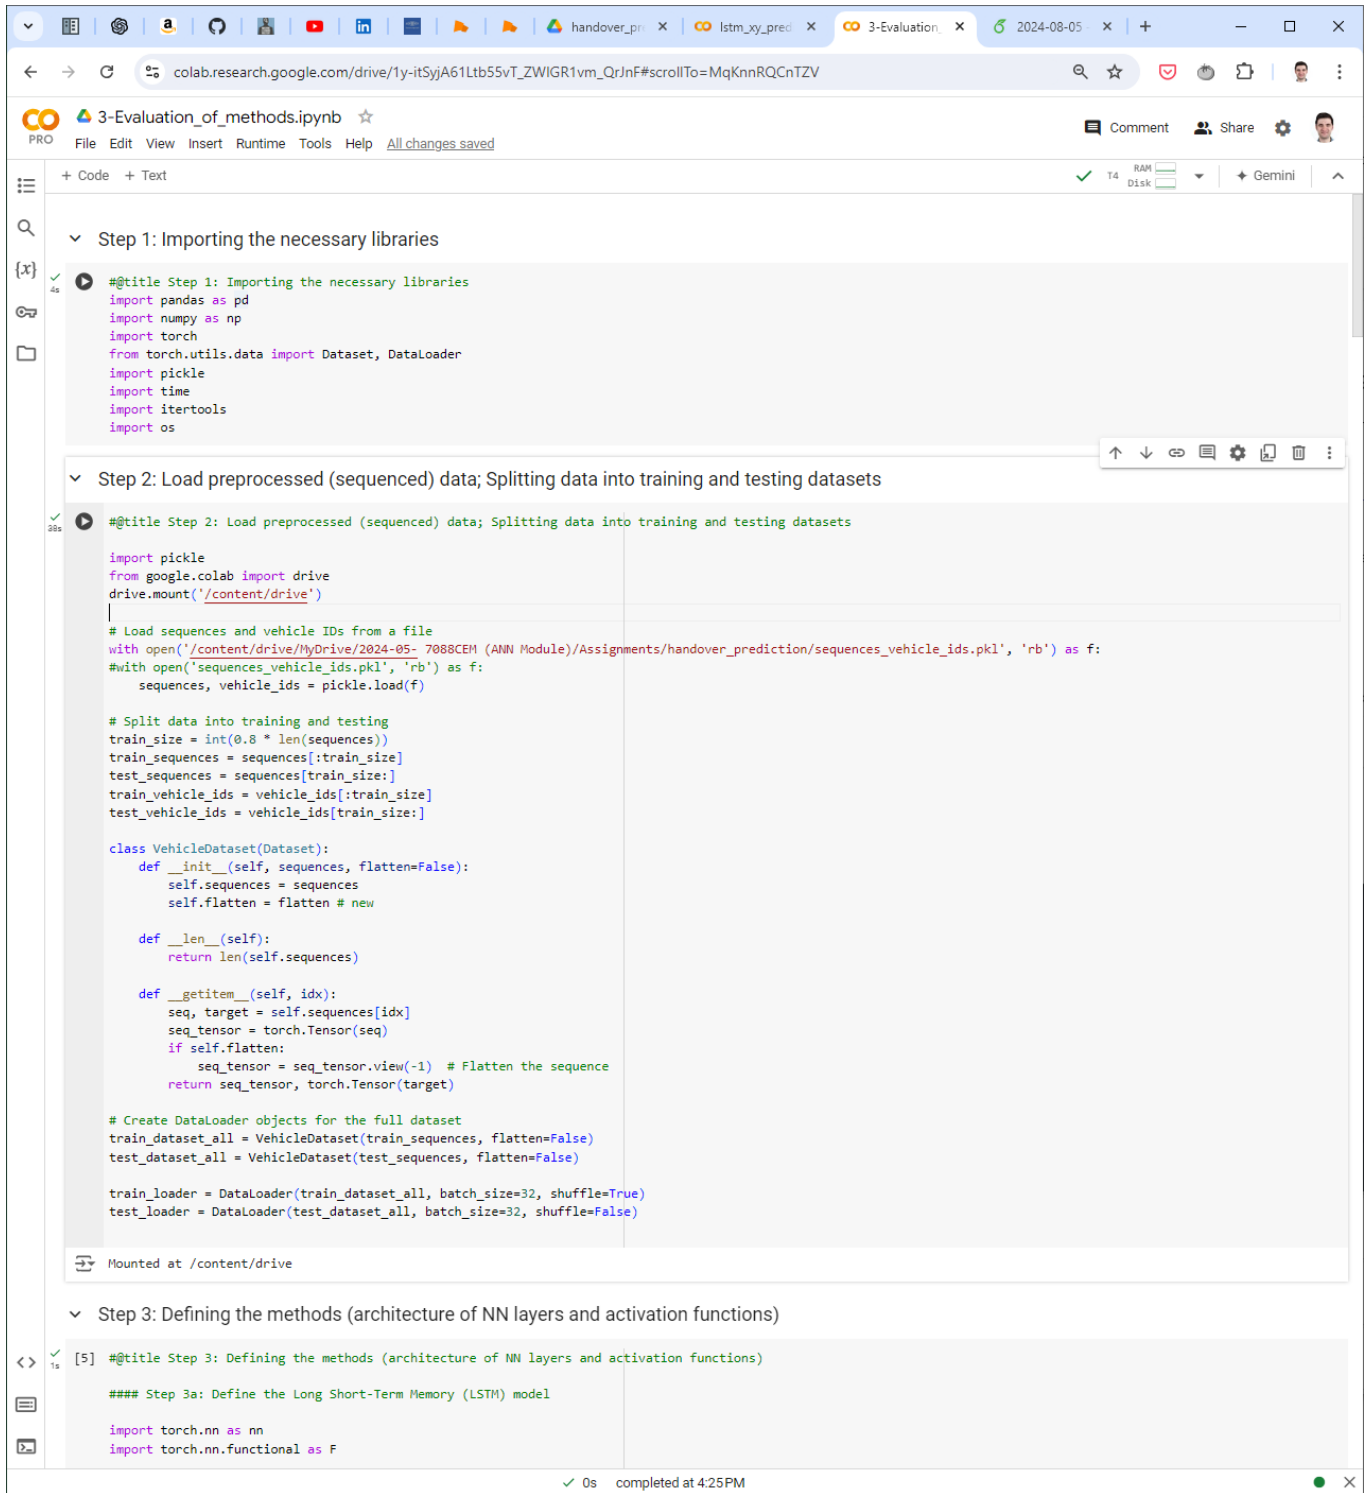 handover_pr
lstm_xy_pred
3-Evaluation_
2024-08-05
colab.research.google.com/drive/1y-itSyjA61Ltb55vT_ZWIGR1vm_QrJnF#scrollTo=MqKnnRQCnTZV
3-Evaluation_of_methods.ipynb
PRO
File Edit View Insert Runtime Tools Help All changes saved
Comment
Share
+ Code + Text
T4
RAM
Disk
Gemini
Step 1: Importing the necessary libraries
4s
#@title Step 1: Importing the necessary libraries
import pandas as pd
import numpy as np
import torch
from torch.utils.data import Dataset, DataLoader
import pickle
import time
import itertools
import os
Step 2: Load preprocessed (sequenced) data; Splitting data into training and testing datasets
38s
#@title Step 2: Load preprocessed (sequenced) data; Splitting data into training and testing datasets
import pickle
from google.colab import drive
drive.mount('/content/drive')
# Load sequences and vehicle IDs from a file
with open('/content/drive/MyDrive/2024-05- 7088CEM (ANN Module)/Assignments/handover_prediction/sequences_vehicle_ids.pkl', 'rb') as f:
#with open('sequences_vehicle_ids.pkl', 'rb') as f:
    sequences, vehicle_ids = pickle.load(f)
# Split data into training and testing
train_size = int(0.8 * len(sequences))
train_sequences = sequences[:train_size]
test_sequences = sequences[train_size:]
train_vehicle_ids = vehicle_ids[:train_size]
test_vehicle_ids = vehicle_ids[train_size:]
class VehicleDataset(Dataset):
    def __init__(self, sequences, flatten=False):
        self.sequences = sequences
        self.flatten = flatten # new
    def __len__(self):
        return len(self.sequences)
    def __getitem__(self, idx):
        seq, target = self.sequences[idx]
        seq_tensor = torch.Tensor(seq)
        if self.flatten:
            seq_tensor = seq_tensor.view(-1)  # Flatten the sequence
        return seq_tensor, torch.Tensor(target)
# Create DataLoader objects for the full dataset
train_dataset_all = VehicleDataset(train_sequences, flatten=False)
test_dataset_all = VehicleDataset(test_sequences, flatten=False)
train_loader = DataLoader(train_dataset_all, batch_size=32, shuffle=True)
test_loader = DataLoader(test_dataset_all, batch_size=32, shuffle=False)
Mounted at /content/drive
Step 3: Defining the methods (architecture of NN layers and activation functions)
1s
[5] #@title Step 3: Defining the methods (architecture of NN layers and activation functions)
#### Step 3a: Define the Long Short-Term Memory (LSTM) model
import torch.nn as nn
import torch.nn.functional as F
0s completed at 4:25PM